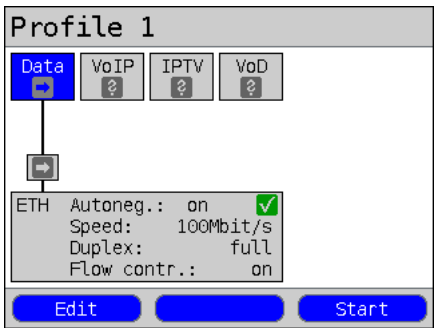 Profile 1
Data VoIP IPTV VoD
? ? ?
ETH Autoneg.: on
Speed: 100Mbit/s
Duplex: full
Flow contr.: on
Edit Start